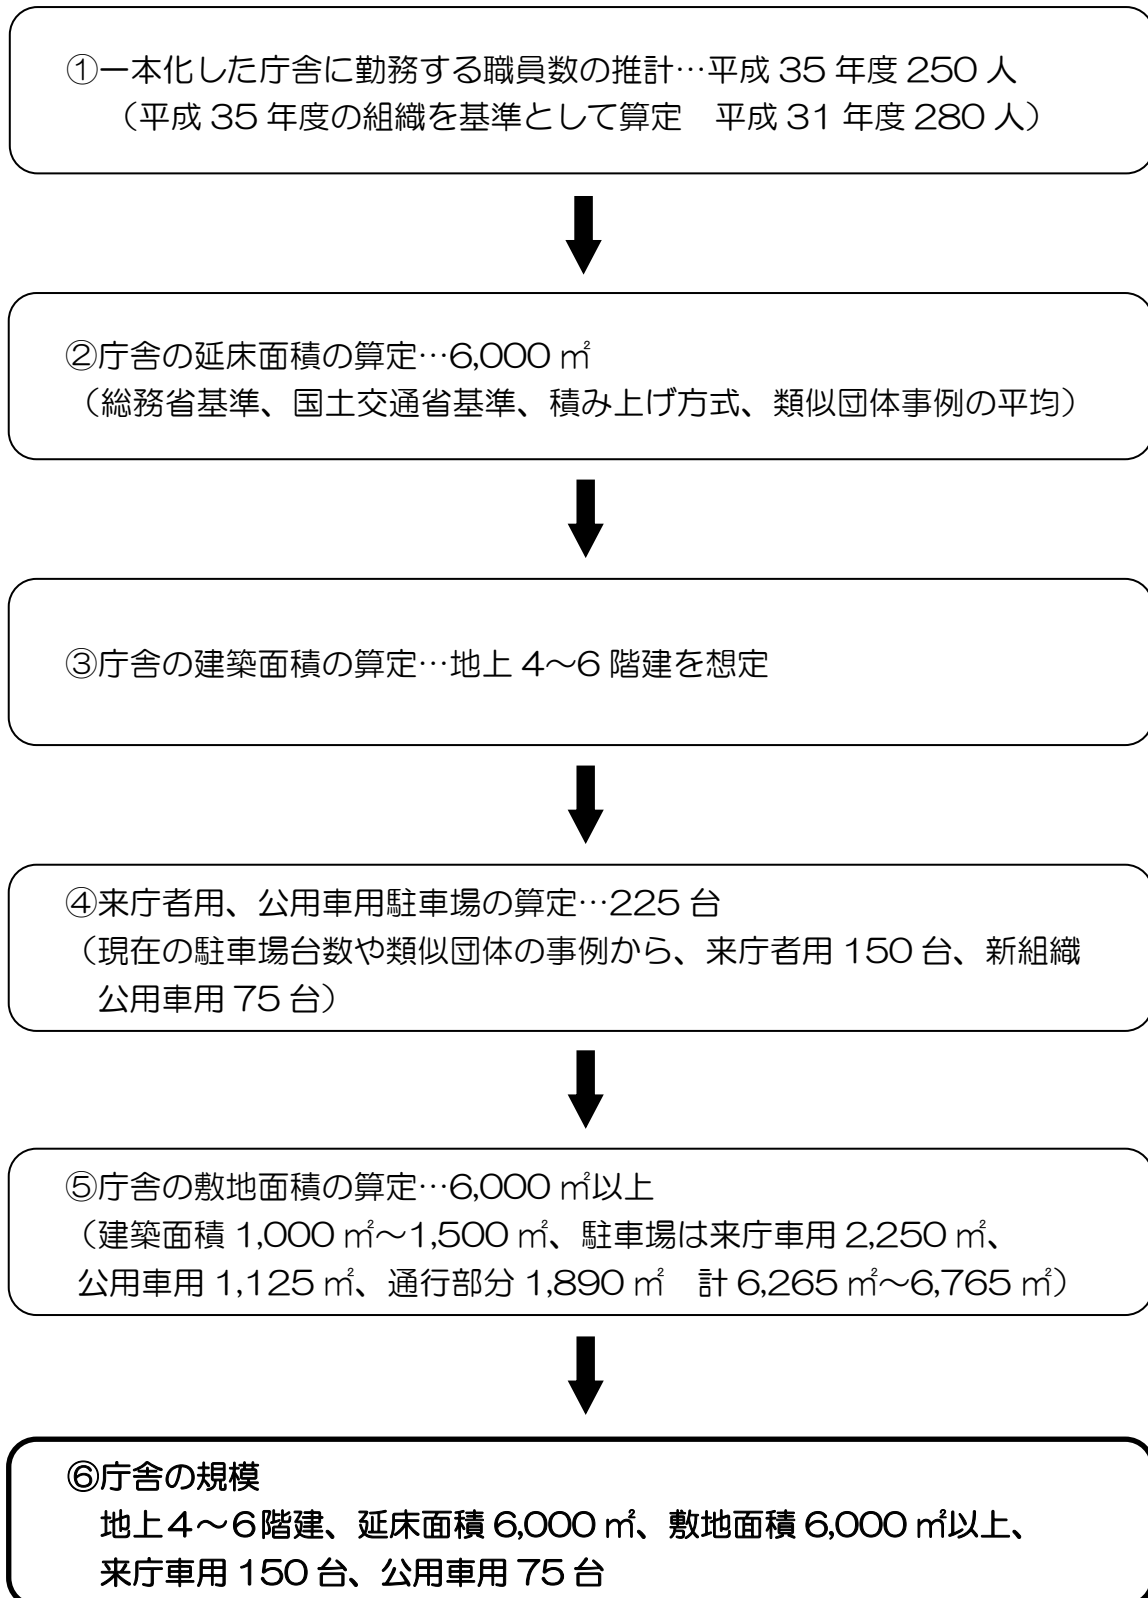 ①一本化した庁舎に勤務する職員数の推計…平成 35 年度 250 人
（平成 35 年度の組織を基準として算定　平成 31 年度 280 人）
②庁舎の延床面積の算定…6,000 ㎡
（総務省基準、国土交通省基準、積み上げ方式、類似団体事例の平均）
③庁舎の建築面積の算定…地上 4～6 階建を想定
④来庁者用、公用車用駐車場の算定…225 台
（現在の駐車場台数や類似団体の事例から、来庁者用 150 台、新組織
公用車用 75 台）
⑤庁舎の敷地面積の算定…6,000 ㎡以上
（建築面積 1,000 ㎡～1,500 ㎡、駐車場は来庁車用 2,250 ㎡、
公用車用 1,125 ㎡、通行部分 1,890 ㎡　計 6,265 ㎡～6,765 ㎡）
⑥庁舎の規模
地上４～６階建、延床面積 6,000 ㎡、敷地面積 6,000 ㎡以上、
来庁車用 150 台、公用車用 75 台